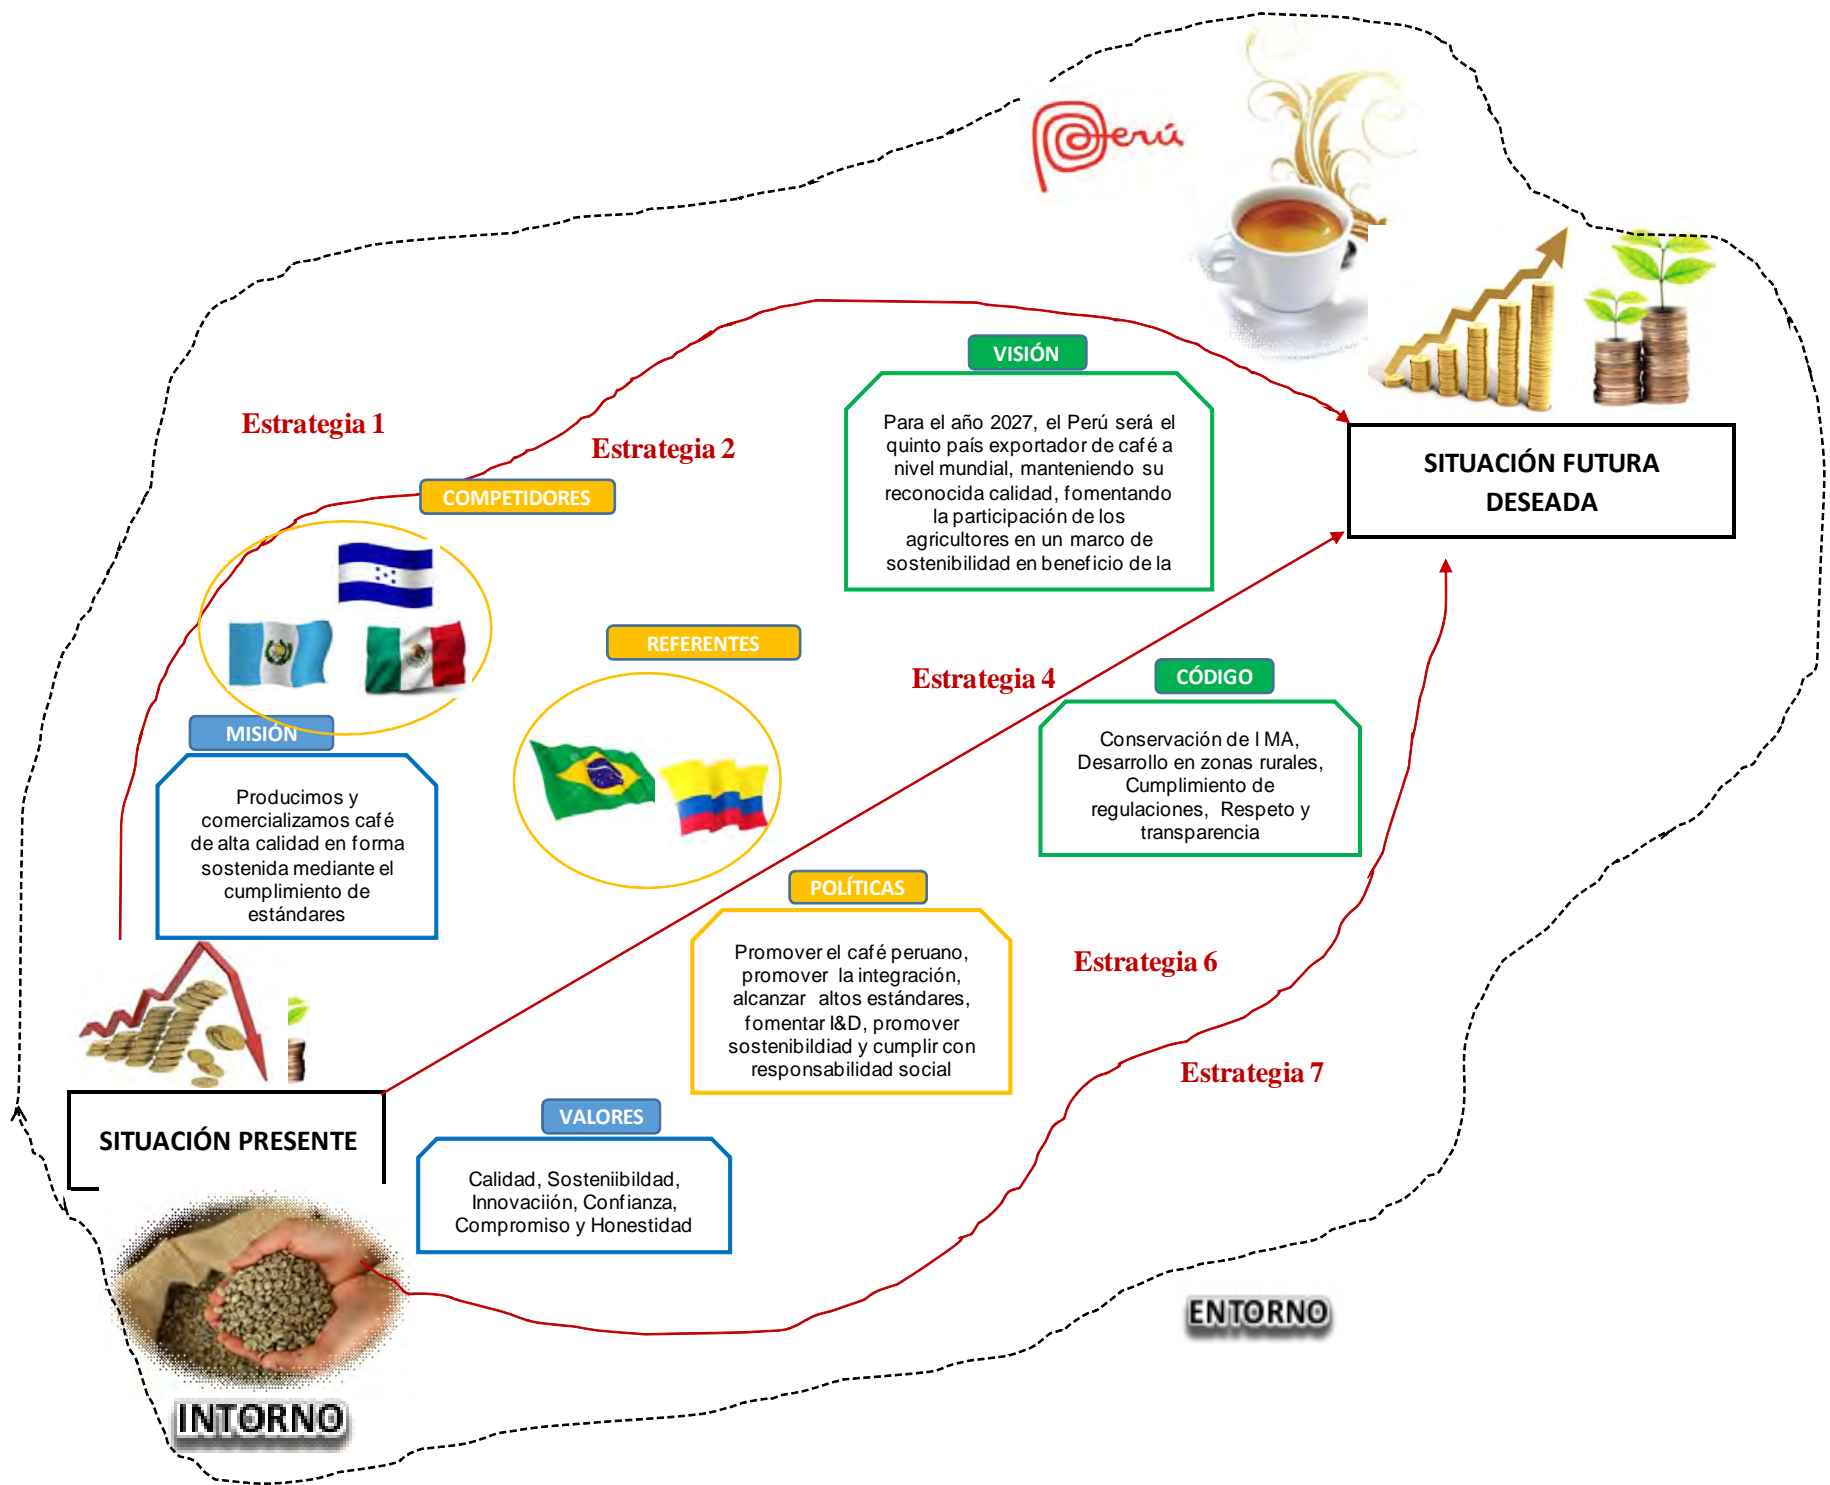 Perú
VISIÓN
Para el año 2027, el Perú será el
quinto país exportador de café a
nivel mundial, manteniendo su
reconocida calidad, fomentando
la participación de los
agricultores en un marco de
sostenibilidad en beneficio de la
Estrategia 1
Estrategia 2
SITUACIÓN FUTURA
DESEADA
COMPETIDORES
REFERENTES
Estrategia 4
CÓDIGO
Conservación de l MA,
Desarrollo en zonas rurales,
Cumplimiento de
regulaciones, Respeto y
transparencia
MISIÓN
Producimos y
comercializamos café
de alta calidad en forma
sostenida mediante el
cumplimiento de
estándares
POLÍTICAS
Promover el café peruano,
promover la integración,
alcanzar altos estándares,
fomentar I&D, promover
sostenibildiad y cumplir con
responsabilidad social
Estrategia 6
Estrategia 7
SITUACIÓN PRESENTE
VALORES
Calidad, Sosteniibildad,
Innovaciión, Confianza,
Compromiso y Honestidad
ENTORNO
INTORNO